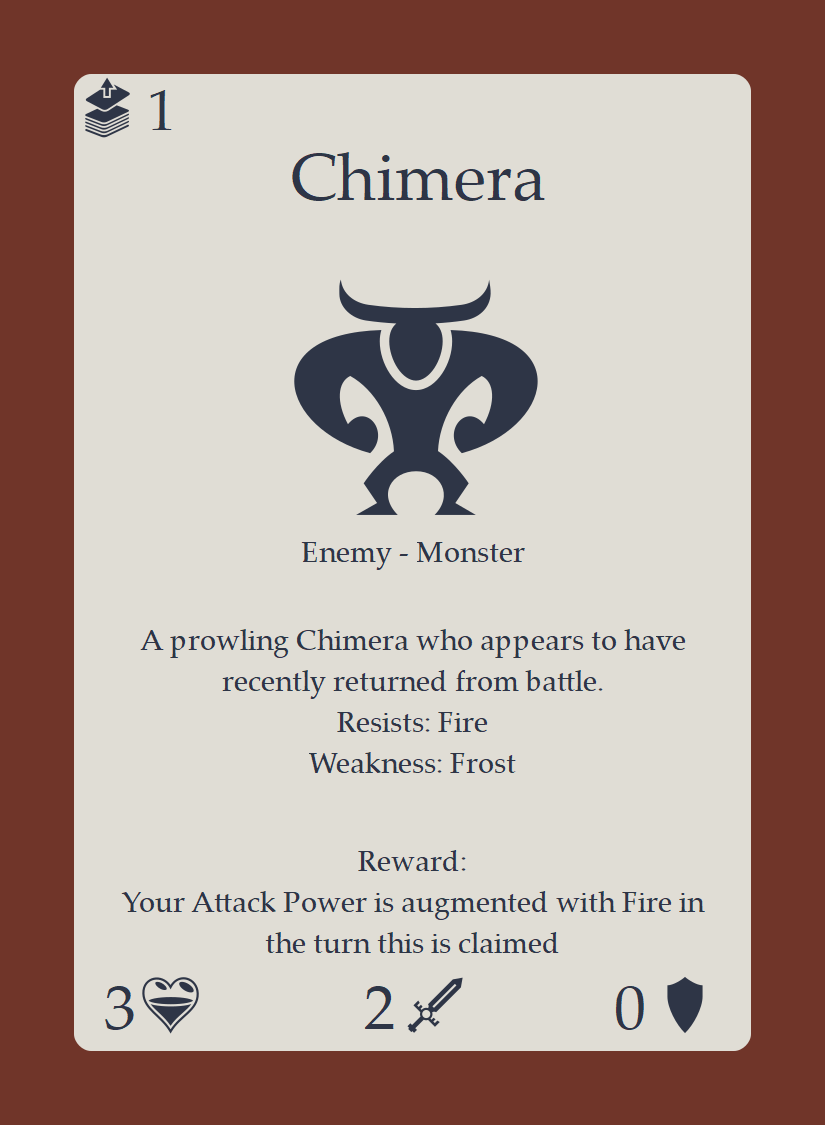 1
Chimera
Enemy - Monster
A prowling Chimera who appears to have
recently returned from battle.
Resists: Fire
Weakness: Frost
Reward:
Your Attack Power is augmented with Fire in
the turn this is claimed
3 2 0